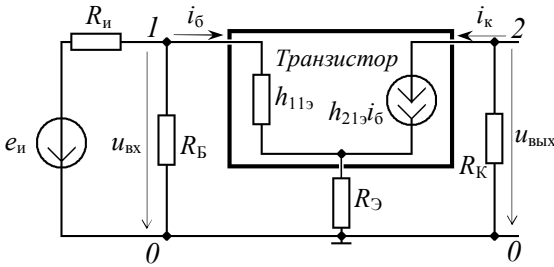 Rи
1
iб
iк
2
Транзистор
h11э
h21эiб
eи
uвх
RБ
RК
uвых
RЭ
0
0